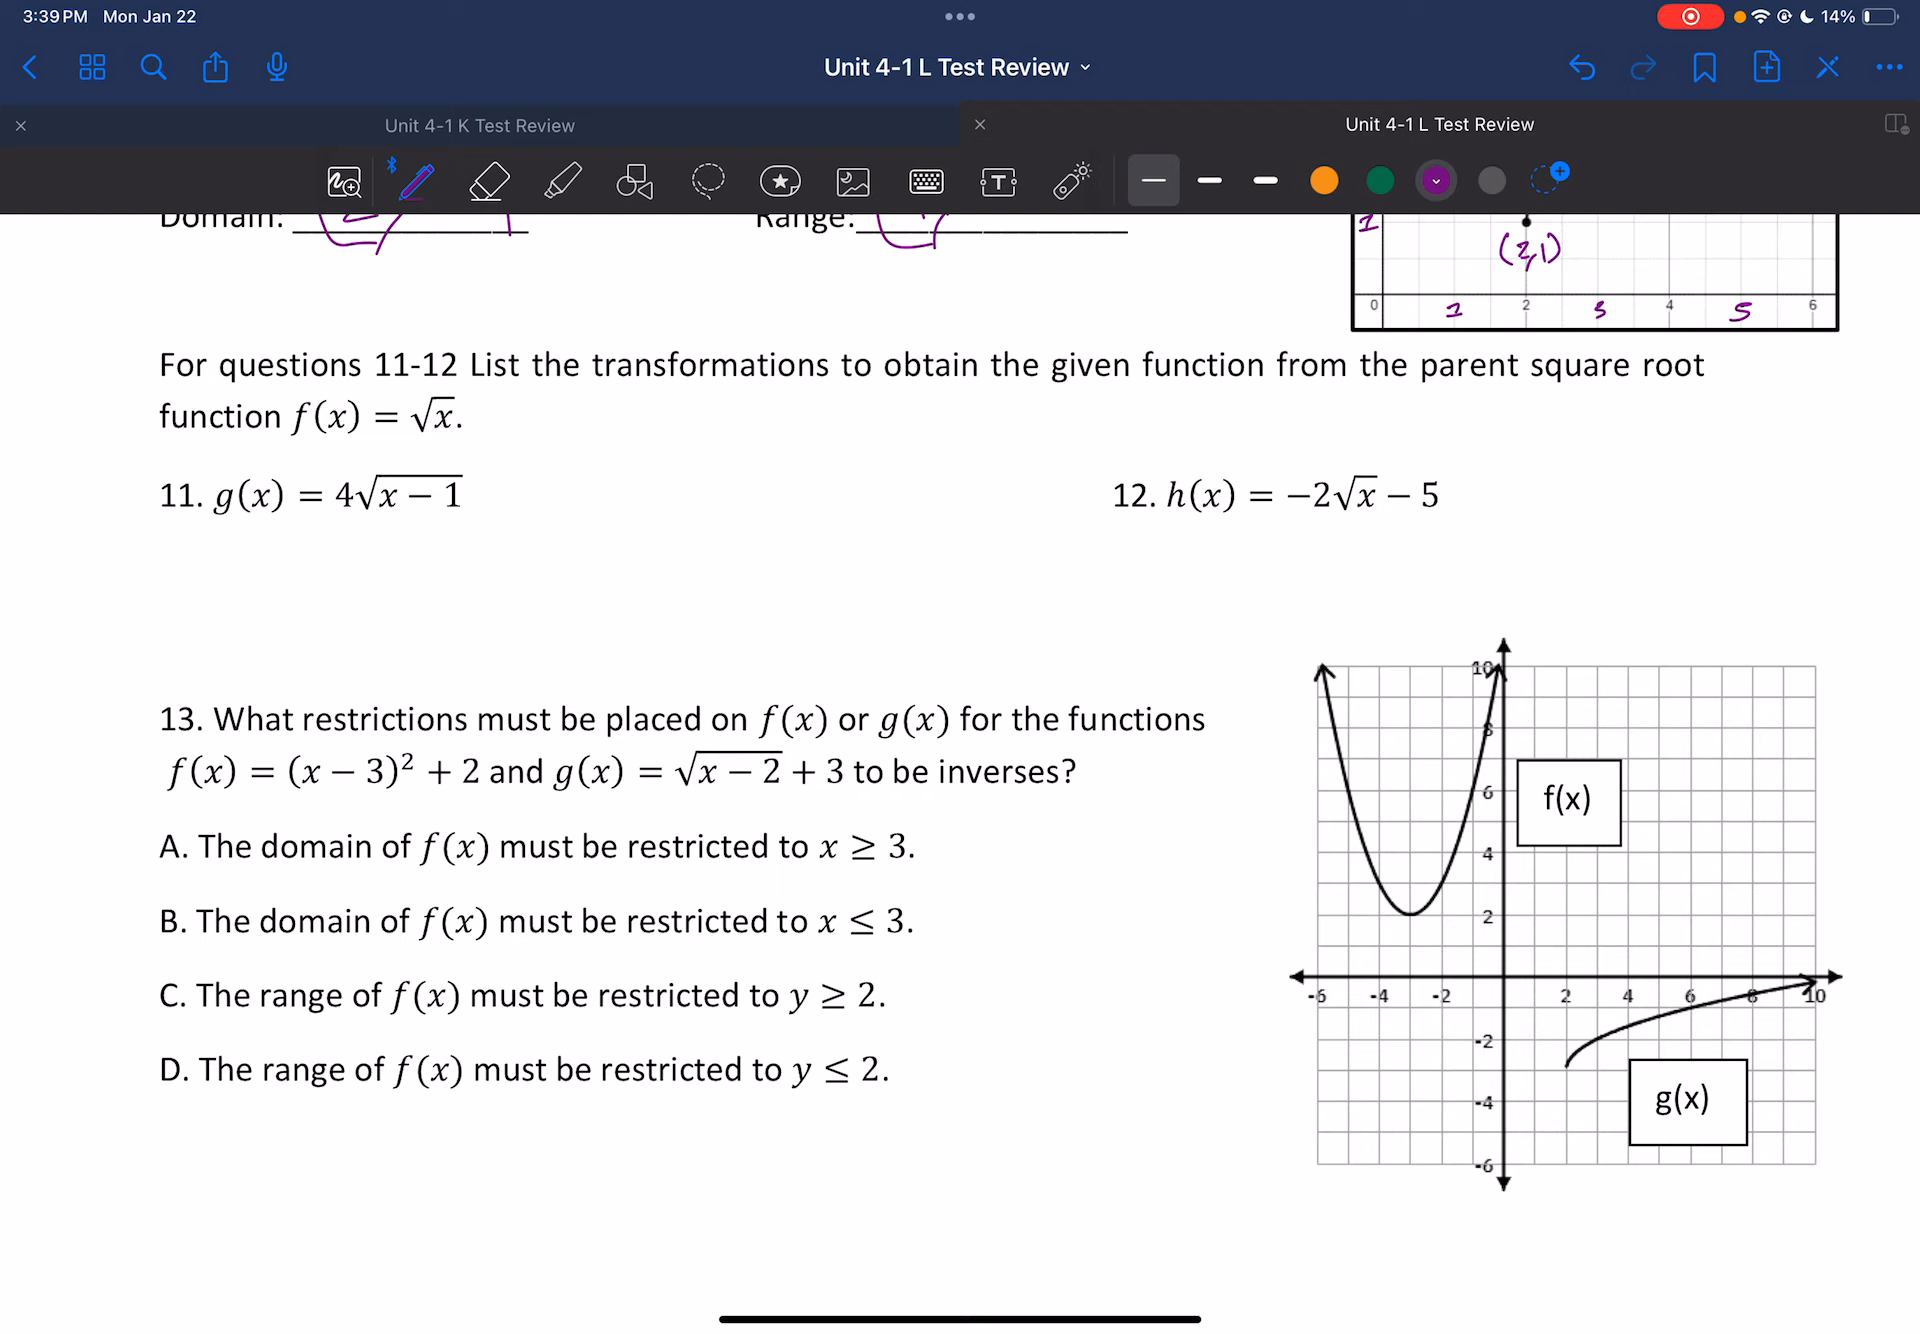 3:39 PM Mon Jan 22
14%
Unit 4-1 L Test Review
Unit 4-1 K Test Review
Unit 4-1 L Test Review
Domain:
Range:
1
(2,1)
0 1 2 3 4 5 6
For questions 11-12 List the transformations to obtain the given function from the parent square root
function f(x) = √x.
11. g(x) = 4√(x − 1)
12. h(x) = −2√x − 5
13. What restrictions must be placed on f(x) or g(x) for the functions
f(x) = (x − 3)² + 2 and g(x) = √(x − 2) + 3 to be inverses?
A. The domain of f(x) must be restricted to x ≥ 3.
B. The domain of f(x) must be restricted to x ≤ 3.
C. The range of f(x) must be restricted to y ≥ 2.
D. The range of f(x) must be restricted to y ≤ 2.
10
8
6
f(x)
4
2
-6 -4 -2 2 4 6 8 10
-2
-4
g(x)
-6